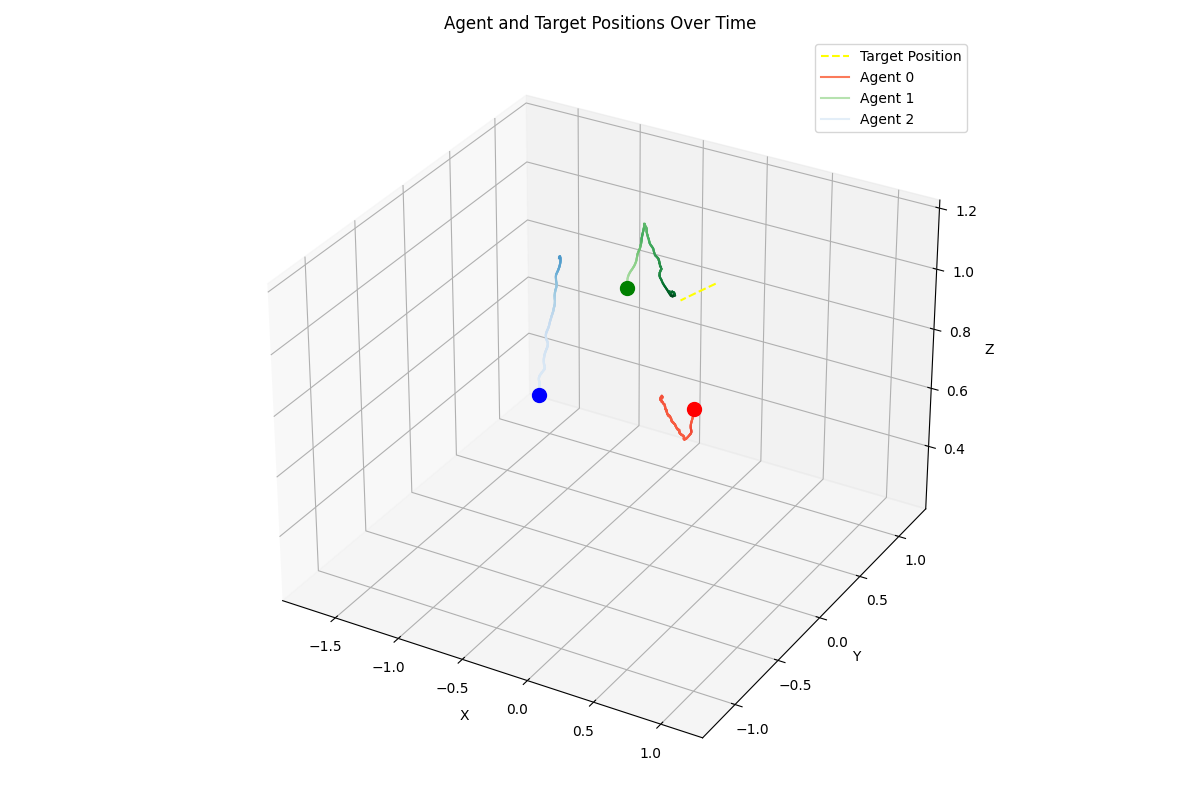 Agent and Target Positions Over Time
Target Position
Agent 0
Agent 1
Agent 2
1.2
1.0
0.8
0.6
0.4
Z
1.0
0.5
0.0
−0.5
−1.0
Y
−1.5
−1.0
−0.5
0.0
0.5
1.0
X